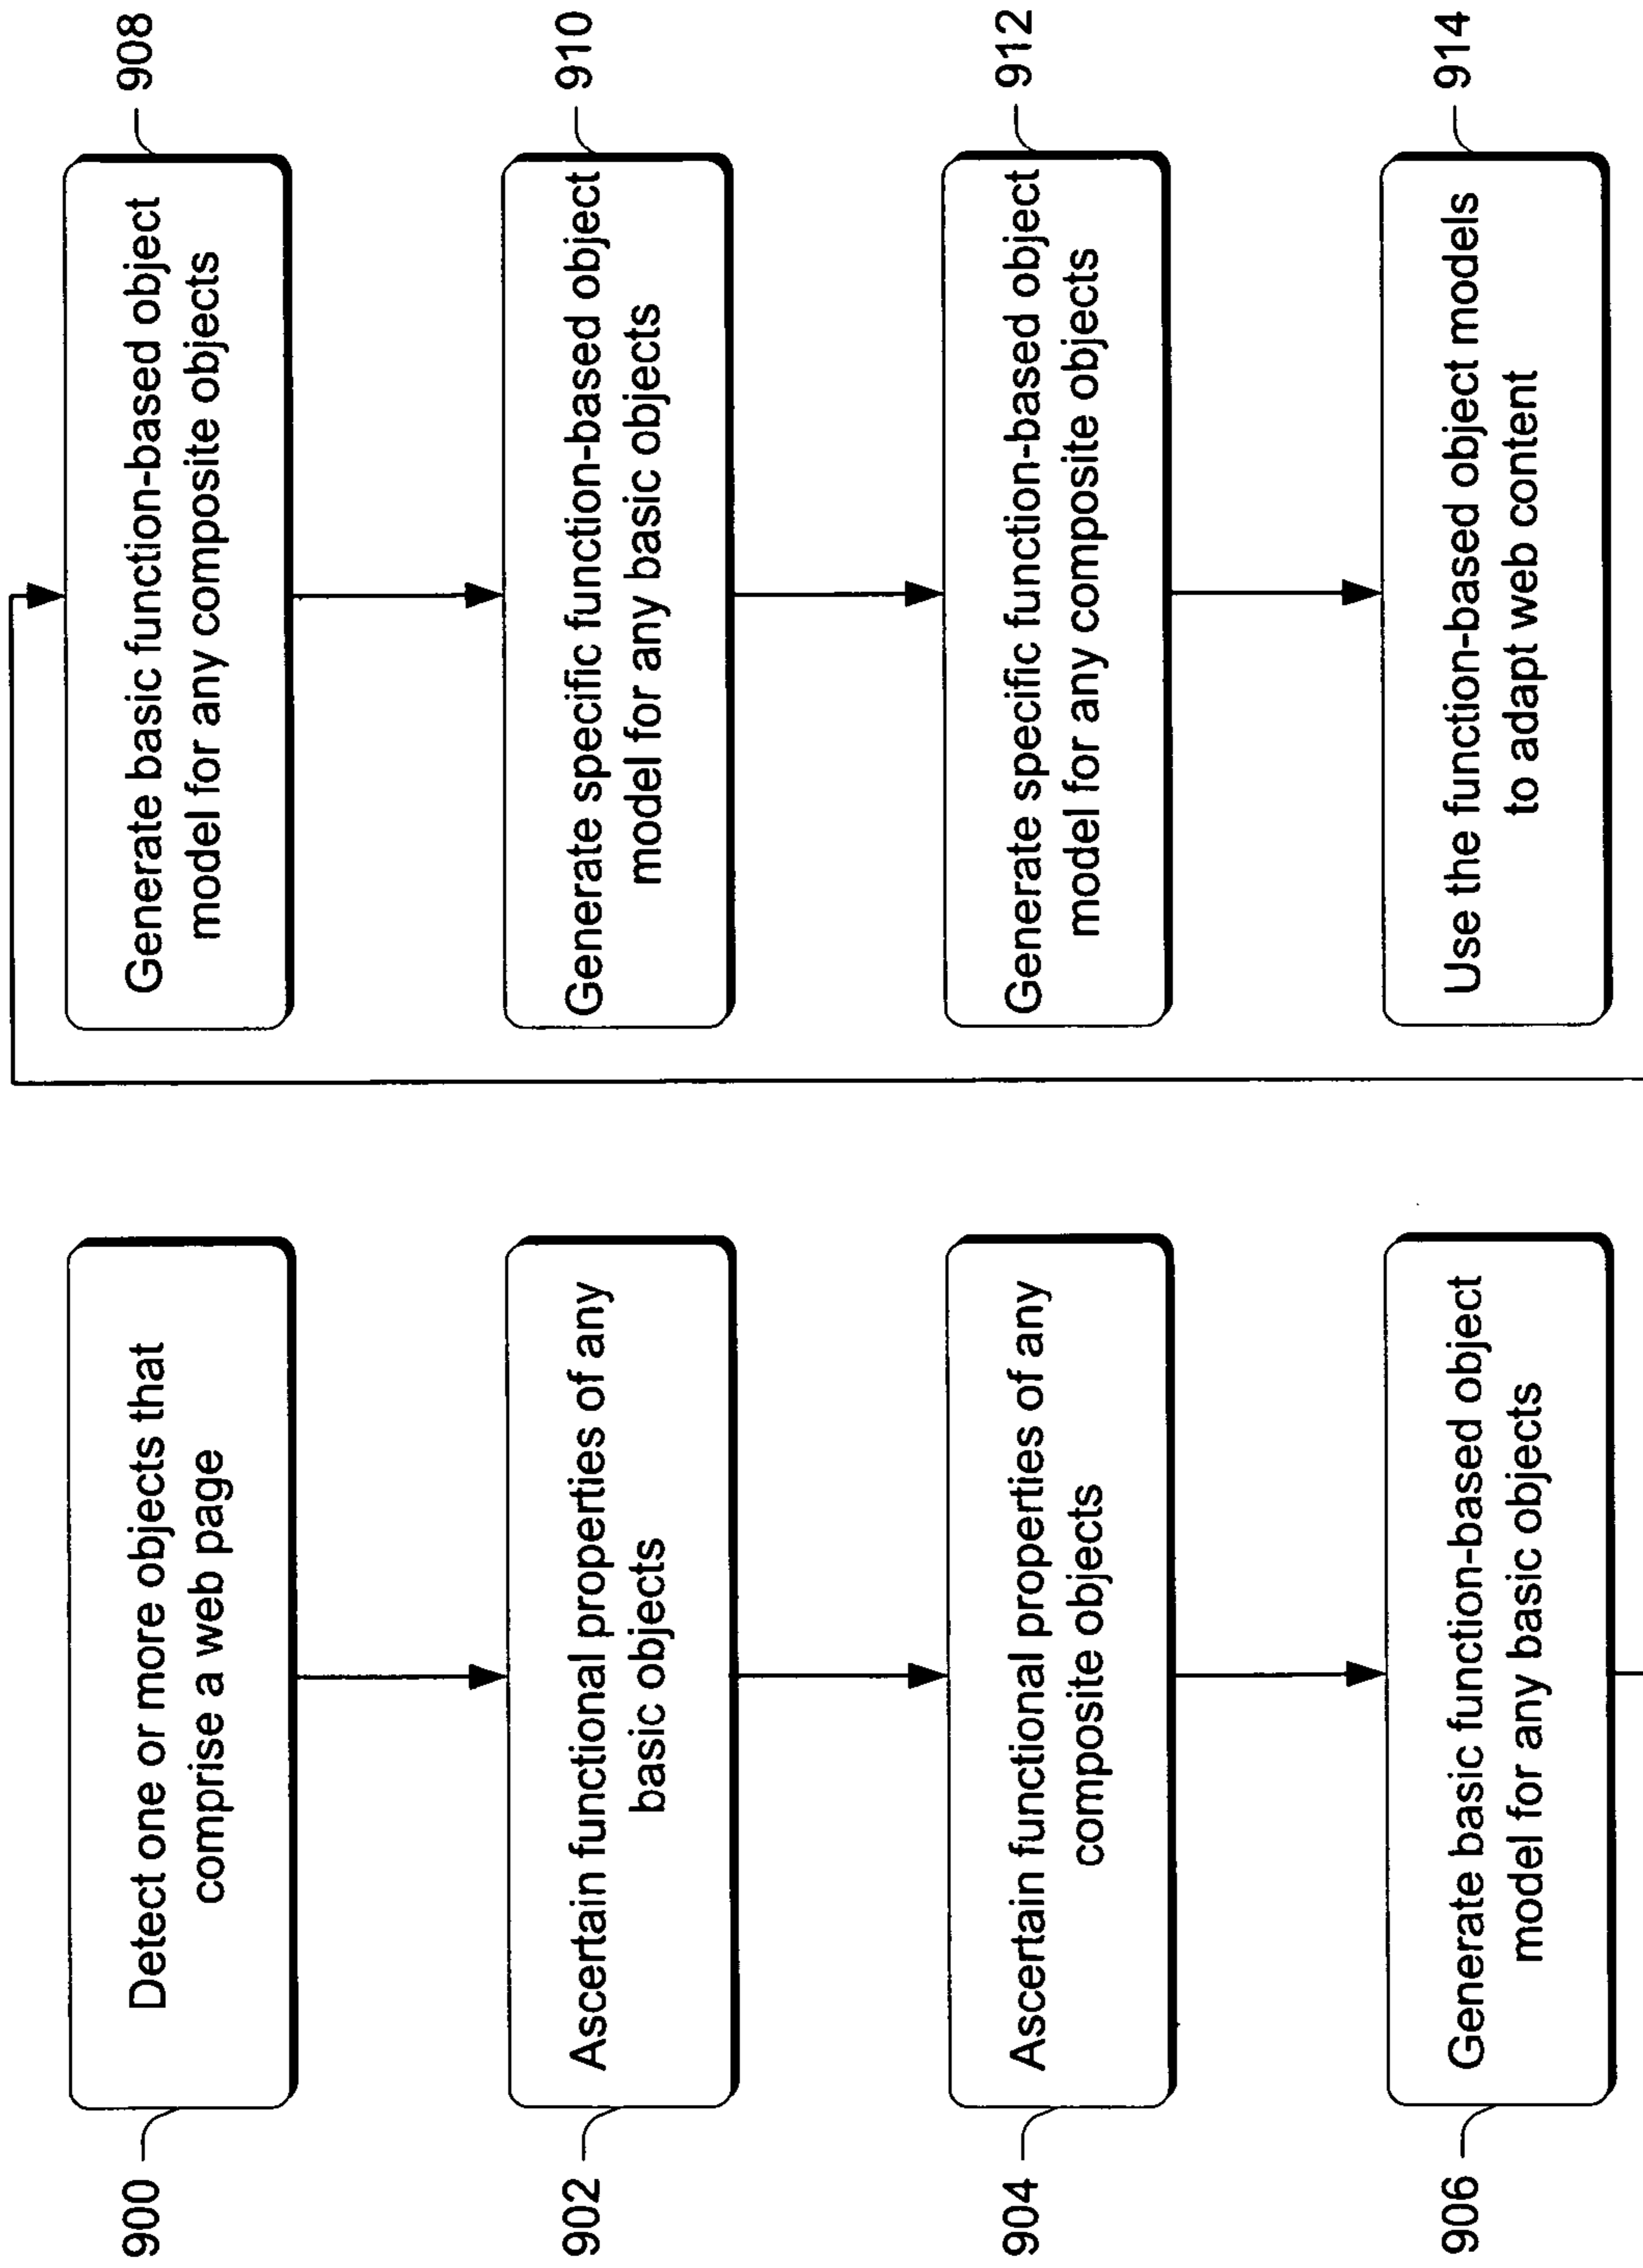 900
Detect one or more objects that
comprise a web page
902
Ascertain functional properties of any
basic objects
904
Ascertain functional properties of any
composite objects
906
Generate basic function-based object
model for any basic objects
908
Generate basic function-based object
model for any composite objects
910
Generate specific function-based object
model for any basic objects
912
Generate specific function-based object
model for any composite objects
914
Use the function-based object models
to adapt web content